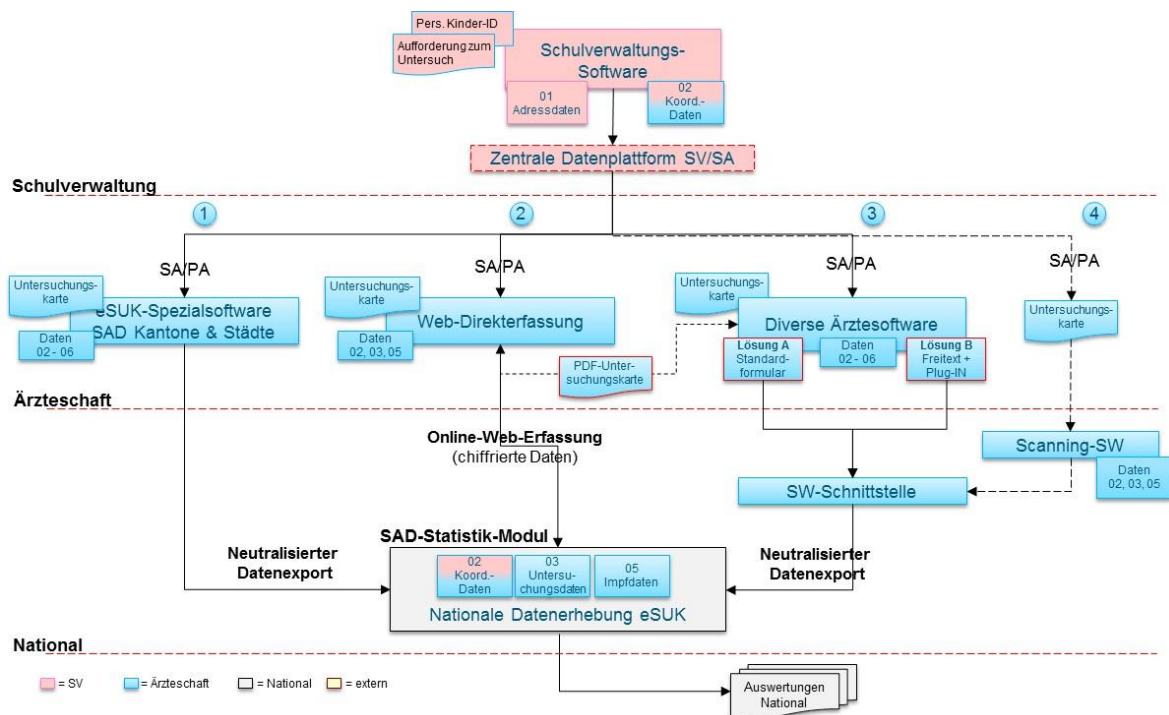 Pers. Kinder-ID
Aufforderung zum
Untersuch
Schulverwaltungs-
Software
01
Adressdaten
02
Koord.-
Daten
Zentrale Datenplattform SV/SA
Schulverwaltung
1
2
3
4
SA/PA
SA/PA
SA/PA
SA/PA
Untersuchungs-
karte
eSUK-Spezialsoftware
SAD Kantone & Städte
Daten
02 - 06
Untersuchungs-
karte
Web-Direkterfassung
Daten
02, 03, 05
PDF-Unter-
suchungskarte
Untersuchungs-
karte
Diverse Ärztesoftware
Lösung A
Standard-
formular
Daten
02 - 06
Lösung B
Freitext +
Plug-IN
Untersuchungs-
karte
Ärzteschaft
Online-Web-Erfassung
(chiffrierte Daten)
Scanning-SW
Daten
02, 03, 05
SW-Schnittstelle
SAD-Statistik-Modul
Neutralisierter
Datenexport
02
Koord.-
Daten
03
Untersu-
chungsdaten
05
Impfdaten
Nationale Datenerhebung eSUK
Neutralisierter
Datenexport
National
= SV
= Ärzteschaft
= National
= extern
Auswertungen
National